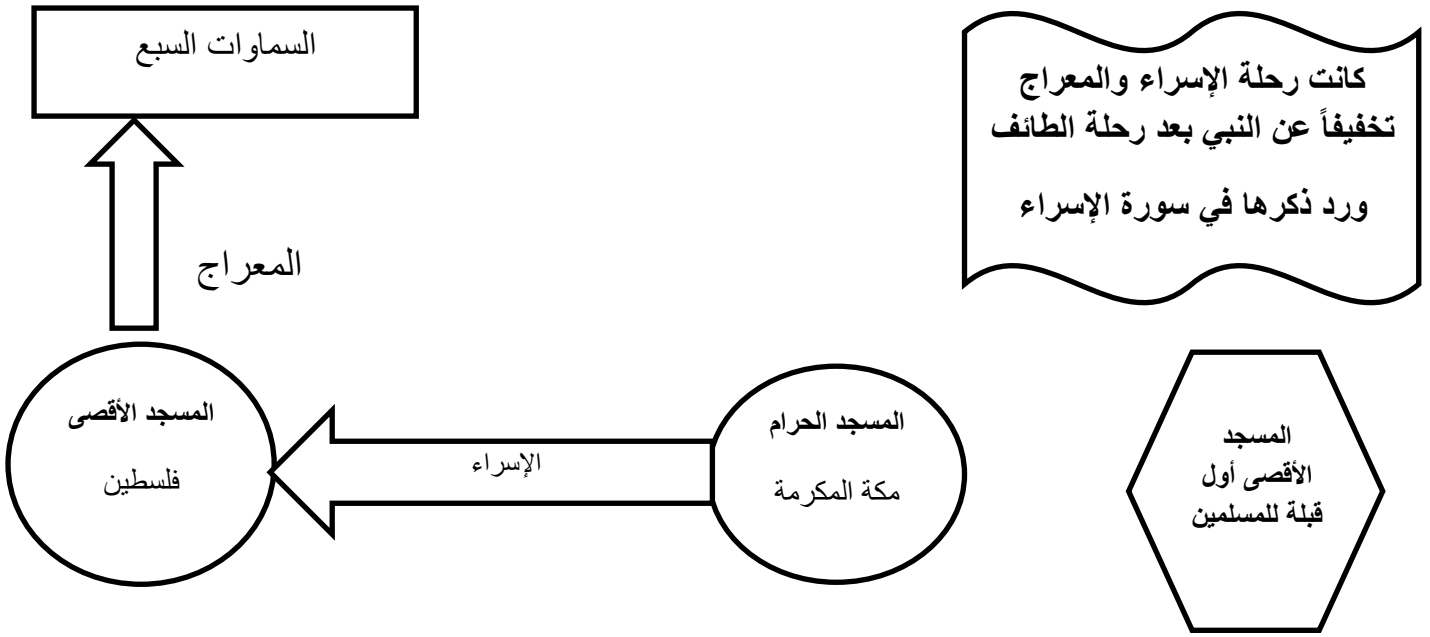 السماوات السبع
كانت رحلة الإسراء والمعراج
تخفيفاً عن النبي بعد رحلة الطائف
ورد ذكرها في سورة الإسراء
المعراج
المسجد الأقصى
فلسطين
الإسراء
المسجد الحرام
مكة المكرمة
المسجد
الأقصى أول
قبلة للمسلمين